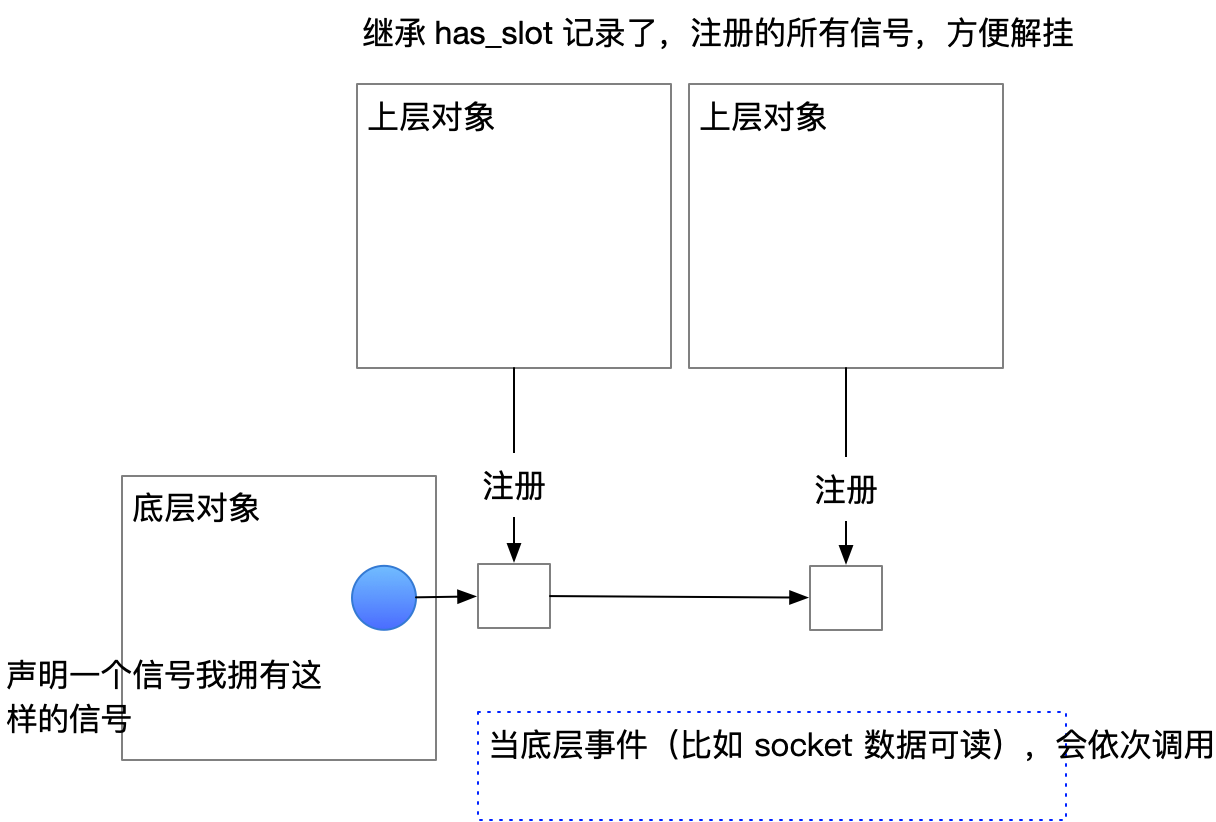 继承 has_slot 记录了，注册的所有信号，方便解挂
上层对象
上层对象
注册
注册
底层对象
声明一个信号我拥有这
样的信号
当底层事件（比如 socket 数据可读），会依次调用